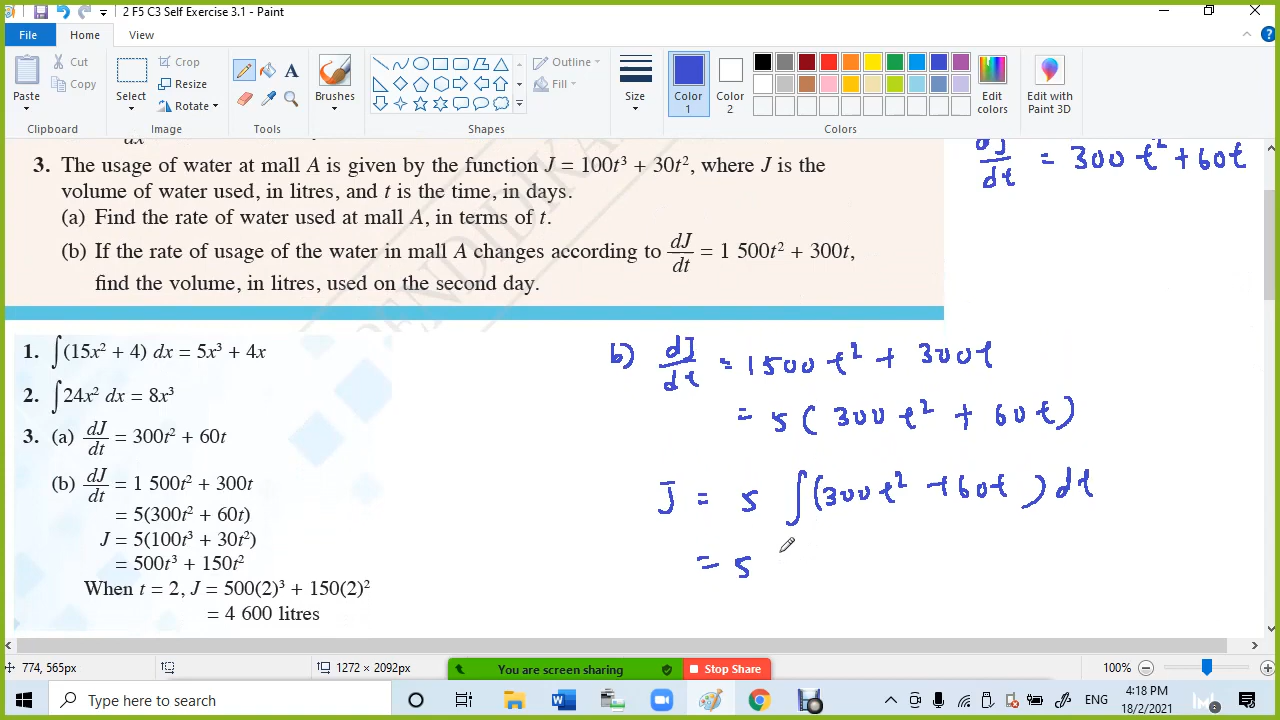 2 F5 C3 Self Exercise 3.1 - Paint
File Home View
Paste Cut Copy Clipboard
Select Crop Resize Rotate Image
A Tools
Brushes
Outline Fill Shapes
Size
Color 1 Color 2 Edit colors Colors
Edit with Paint 3D
dx
3. The usage of water at mall A is given by the function J = 100t³ + 30t², where J is the
volume of water used, in litres, and t is the time, in days.
(a) Find the rate of water used at mall A, in terms of t.
(b) If the rate of usage of the water in mall A changes according to dJ/dt = 1 500t² + 300t,
find the volume, in litres, used on the second day.
dJ/dt = 300t² + 60t
1. ∫(15x² + 4) dx = 5x³ + 4x
2. ∫24x² dx = 8x³
3. (a) dJ/dt = 300t² + 60t
(b) dJ/dt = 1 500t² + 300t
= 5(300t² + 60t)
J = 5(100t³ + 30t²)
= 500t³ + 150t²
When t = 2, J = 500(2)³ + 150(2)²
= 4 600 litres
b) dJ/dt = 1500t² + 300t
= 5(300t² + 60t)
J = 5 ∫(300t² + 60t)dt
= 5
774, 565px
1272 × 2092px
You are screen sharing
Stop Share
100%
Type here to search
ENG
4:18 PM
18/2/2021